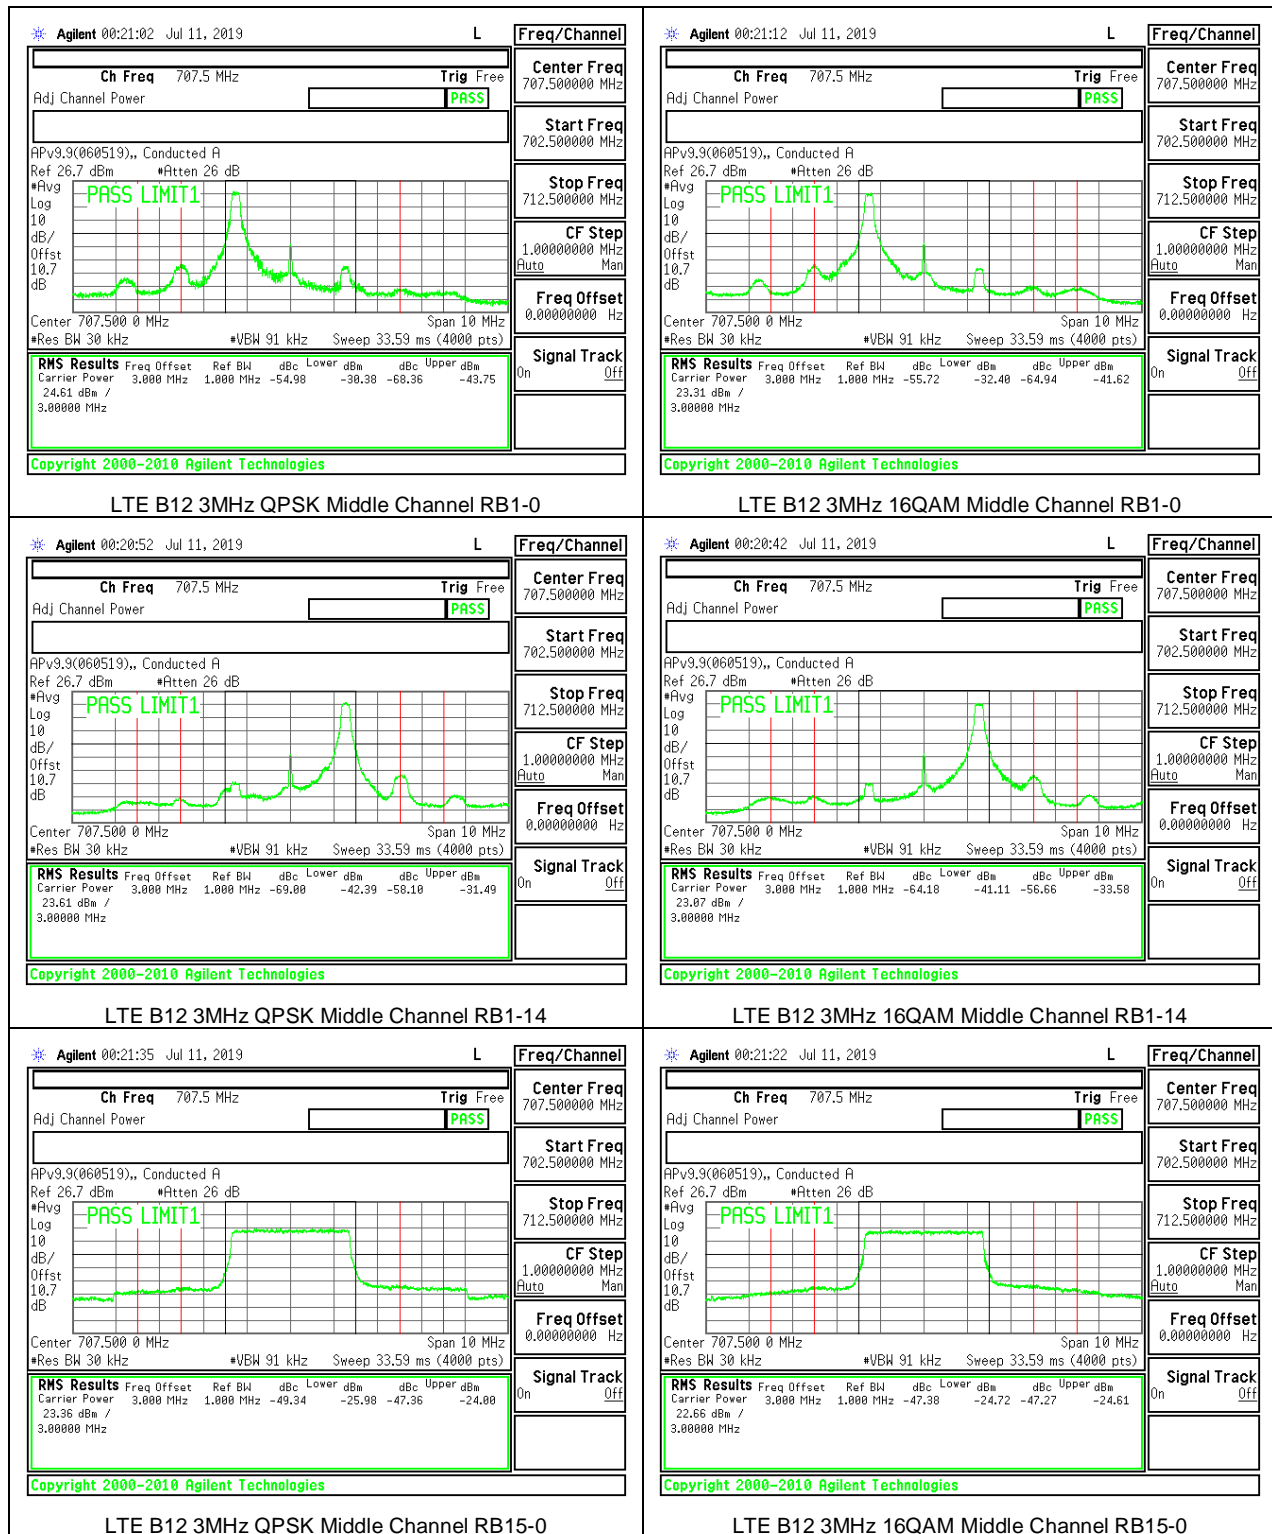 Agilent 00:21:02 Jul 11, 2019 L Freq/Channel
Ch Freq 707.5 MHz Trig Free
Adj Channel Power PASS
APv9.9(060519),, Conducted A
Ref 26.7 dBm #Atten 26 dB
#Avg
Log
10
dB/
Offst
10.7
dB
PASS LIMIT1
Center 707.500 0 MHz Span 10 MHz
#Res BW 30 kHz #VBW 91 kHz Sweep 33.59 ms (4000 pts)
RMS Results Freq Offset Ref BW dBc Lower dBm dBc Upper dBm
Carrier Power 3.000 MHz 1.000 MHz -54.98 -30.38 -68.36 -43.75
24.61 dBm /
3.00000 MHz
Copyright 2000-2010 Agilent Technologies
Center Freq
707.500000 MHz
Start Freq
702.500000 MHz
Stop Freq
712.500000 MHz
CF Step
1.00000000 MHz
Auto Man
Freq Offset
0.00000000 Hz
Signal Track
On Off
LTE B12 3MHz QPSK Middle Channel RB1-0
Agilent 00:21:12 Jul 11, 2019 L Freq/Channel
Ch Freq 707.5 MHz Trig Free
Adj Channel Power PASS
APv9.9(060519),, Conducted A
Ref 26.7 dBm #Atten 26 dB
#Avg
Log
10
dB/
Offst
10.7
dB
PASS LIMIT1
Center 707.500 0 MHz Span 10 MHz
#Res BW 30 kHz #VBW 91 kHz Sweep 33.59 ms (4000 pts)
RMS Results Freq Offset Ref BW dBc Lower dBm dBc Upper dBm
Carrier Power 3.000 MHz 1.000 MHz -55.72 -32.40 -64.94 -41.62
23.31 dBm /
3.00000 MHz
Copyright 2000-2010 Agilent Technologies
Center Freq
707.500000 MHz
Start Freq
702.500000 MHz
Stop Freq
712.500000 MHz
CF Step
1.00000000 MHz
Auto Man
Freq Offset
0.00000000 Hz
Signal Track
On Off
LTE B12 3MHz 16QAM Middle Channel RB1-0
Agilent 00:20:52 Jul 11, 2019 L Freq/Channel
Ch Freq 707.5 MHz Trig Free
Adj Channel Power PASS
APv9.9(060519),, Conducted A
Ref 26.7 dBm #Atten 26 dB
#Avg
Log
10
dB/
Offst
10.7
dB
PASS LIMIT1
Center 707.500 0 MHz Span 10 MHz
#Res BW 30 kHz #VBW 91 kHz Sweep 33.59 ms (4000 pts)
RMS Results Freq Offset Ref BW dBc Lower dBm dBc Upper dBm
Carrier Power 3.000 MHz 1.000 MHz -69.00 -42.39 -58.10 -31.49
23.61 dBm /
3.00000 MHz
Copyright 2000-2010 Agilent Technologies
Center Freq
707.500000 MHz
Start Freq
702.500000 MHz
Stop Freq
712.500000 MHz
CF Step
1.00000000 MHz
Auto Man
Freq Offset
0.00000000 Hz
Signal Track
On Off
LTE B12 3MHz QPSK Middle Channel RB1-14
Agilent 00:20:42 Jul 11, 2019 L Freq/Channel
Ch Freq 707.5 MHz Trig Free
Adj Channel Power PASS
APv9.9(060519),, Conducted A
Ref 26.7 dBm #Atten 26 dB
#Avg
Log
10
dB/
Offst
10.7
dB
PASS LIMIT1
Center 707.500 0 MHz Span 10 MHz
#Res BW 30 kHz #VBW 91 kHz Sweep 33.59 ms (4000 pts)
RMS Results Freq Offset Ref BW dBc Lower dBm dBc Upper dBm
Carrier Power 3.000 MHz 1.000 MHz -64.18 -41.11 -56.66 -33.58
23.07 dBm /
3.00000 MHz
Copyright 2000-2010 Agilent Technologies
Center Freq
707.500000 MHz
Start Freq
702.500000 MHz
Stop Freq
712.500000 MHz
CF Step
1.00000000 MHz
Auto Man
Freq Offset
0.00000000 Hz
Signal Track
On Off
LTE B12 3MHz 16QAM Middle Channel RB1-14
Agilent 00:21:35 Jul 11, 2019 L Freq/Channel
Ch Freq 707.5 MHz Trig Free
Adj Channel Power PASS
APv9.9(060519),, Conducted A
Ref 26.7 dBm #Atten 26 dB
#Avg
Log
10
dB/
Offst
10.7
dB
PASS LIMIT1
Center 707.500 0 MHz Span 10 MHz
#Res BW 30 kHz #VBW 91 kHz Sweep 33.59 ms (4000 pts)
RMS Results Freq Offset Ref BW dBc Lower dBm dBc Upper dBm
Carrier Power 3.000 MHz 1.000 MHz -49.34 -25.98 -47.36 -24.00
23.36 dBm /
3.00000 MHz
Copyright 2000-2010 Agilent Technologies
Center Freq
707.500000 MHz
Start Freq
702.500000 MHz
Stop Freq
712.500000 MHz
CF Step
1.00000000 MHz
Auto Man
Freq Offset
0.00000000 Hz
Signal Track
On Off
LTE B12 3MHz QPSK Middle Channel RB15-0
Agilent 00:21:22 Jul 11, 2019 L Freq/Channel
Ch Freq 707.5 MHz Trig Free
Adj Channel Power PASS
APv9.9(060519),, Conducted A
Ref 26.7 dBm #Atten 26 dB
#Avg
Log
10
dB/
Offst
10.7
dB
PASS LIMIT1
Center 707.500 0 MHz Span 10 MHz
#Res BW 30 kHz #VBW 91 kHz Sweep 33.59 ms (4000 pts)
RMS Results Freq Offset Ref BW dBc Lower dBm dBc Upper dBm
Carrier Power 3.000 MHz 1.000 MHz -47.38 -24.72 -47.27 -24.61
22.66 dBm /
3.00000 MHz
Copyright 2000-2010 Agilent Technologies
Center Freq
707.500000 MHz
Start Freq
702.500000 MHz
Stop Freq
712.500000 MHz
CF Step
1.00000000 MHz
Auto Man
Freq Offset
0.00000000 Hz
Signal Track
On Off
LTE B12 3MHz 16QAM Middle Channel RB15-0